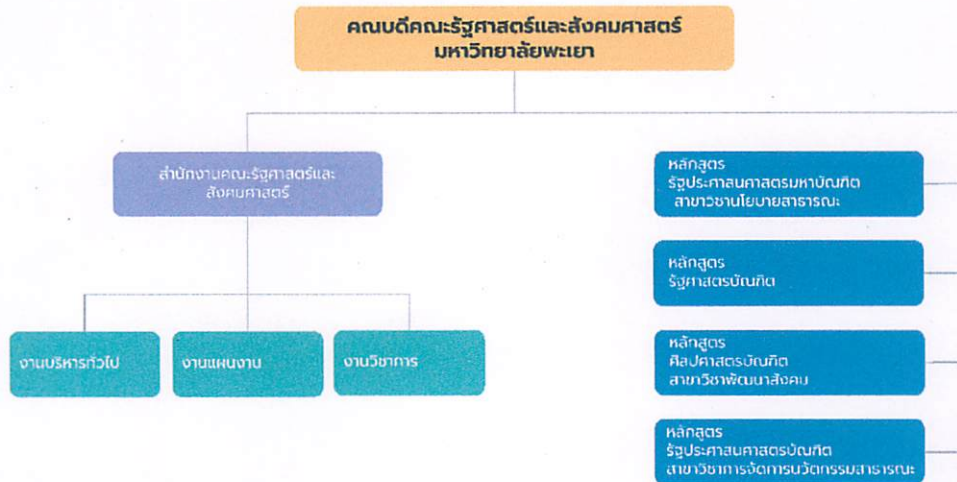 คณบดีคณะรัฐศาสตร์และสังคมศาสตร์
มหาวิทยาลัยพะเยา
สำนักงานคณะรัฐศาสตร์และ
สังคมศาสตร์
งานบริหารทั่วไป
งานแผนงาน
งานวิชาการ
หลักสูตร
รัฐประศาสนศาสตรมหาบัณฑิต
สาขาวิชานโยบายสาธารณะ
หลักสูตร
รัฐศาสตรบัณฑิต
หลักสูตร
ศิลปศาสตรบัณฑิต
สาขาวิชาพัฒนาสังคม
หลักสูตร
รัฐประศาสนศาสตรบัณฑิต
สาขาวิชาการจัดการนวัตกรรมสาธารณะ